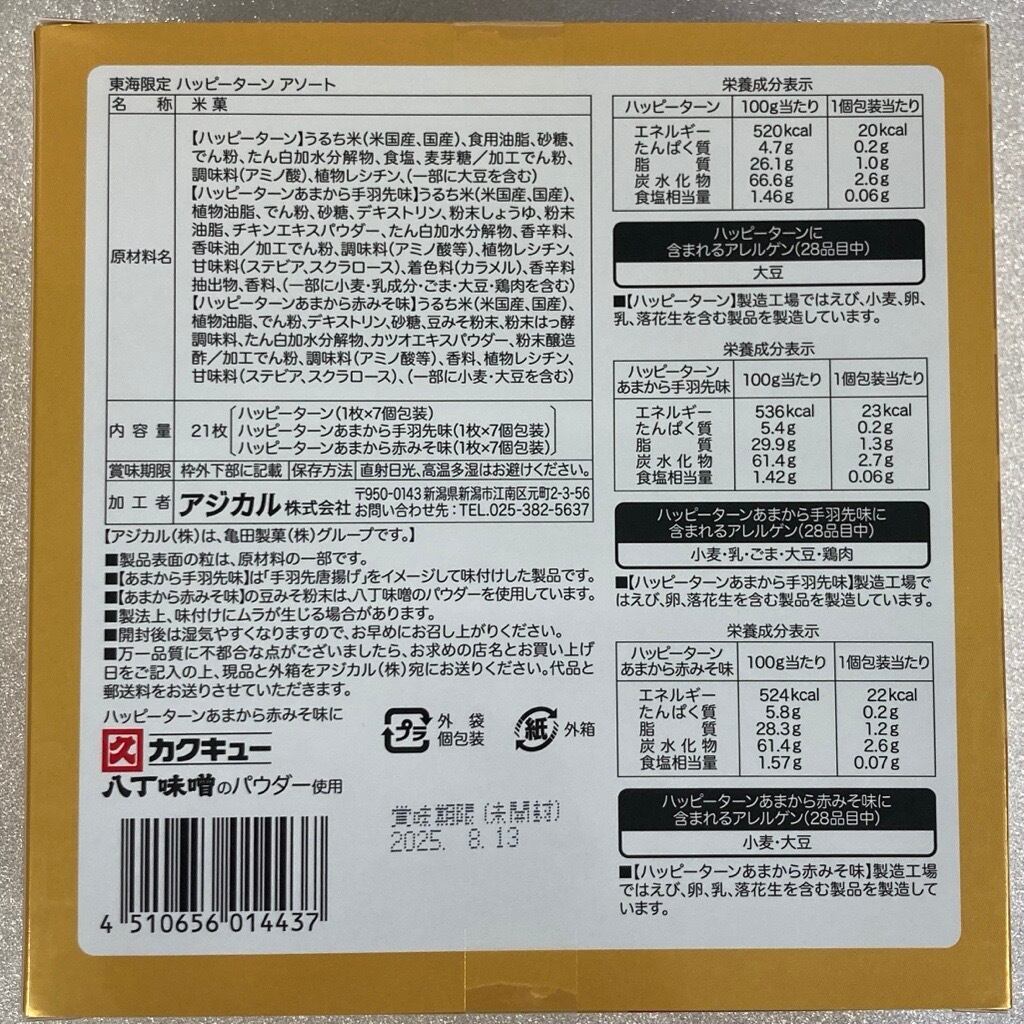 東海限定 ハッピーターン アソート
名 称 米菓
原材料名
【ハッピーターン】うるち米(米国産、国産)、食用油脂、砂糖、
でん粉、たん白加水分解物、食塩、麦芽糖／加工でん粉、
調味料(アミノ酸)、植物レシチン、(一部に大豆を含む)
【ハッピーターンあまから手羽先味】うるち米(米国産、国産)、
植物油脂、でん粉、砂糖、デキストリン、粉末しょうゆ、粉末
油脂、チキンエキスパウダー、たん白加水分解物、香辛料、
香味油／加工でん粉、調味料(アミノ酸等)、植物レシチン、
甘味料(ステビア、スクラロース)、着色料(カラメル)、香辛料
抽出物、香料、(一部に小麦・乳成分・ごま・大豆・鶏肉を含む)
【ハッピーターンあまから赤みそ味】うるち米(米国産、国産)、
植物油脂、でん粉、デキストリン、砂糖、豆みそ粉末、粉末はっ酵
調味料、たん白加水分解物、カツオエキスパウダー、粉末醸造
酢／加工でん粉、調味料(アミノ酸等)、香料、植物レシチン、
甘味料(ステビア、スクラロース)、(一部に小麦・大豆を含む)
内容量 21枚
ハッピーターン(1枚×7個包装)
ハッピーターンあまから手羽先味(1枚×7個包装)
ハッピーターンあまから赤みそ味(1枚×7個包装)
賞味期限 枠外下部に記載 保存方法 直射日光、高温多湿はお避けください。
加工者 アジカル株式会社
〒950-0143 新潟県新潟市江南区元町2-3-56
お問い合わせ先：TEL.025-382-5637
【アジカル(株)は、亀田製菓(株)グループです。】
■製品表面の粒は、原材料の一部です。
■【あまから手羽先味】は「手羽先唐揚げ」をイメージして味付けした製品です。
■【あまから赤みそ味】の豆みそ粉末は、八丁味噌のパウダーを使用しています。
■製法上、味付けにムラが生じる場合があります。
■開封後は湿気やすくなりますので、お早めにお召し上がりください。
■万一品質に不都合な点がございましたら、お求めの店名とお買い上げ
日をご記入の上、現品と外箱をアジカル(株)宛にお送りください。代品と
郵送料をお送りさせていただきます。
ハッピーターンあまから赤みそ味に
久 カクキュー
八丁味噌のパウダー使用
プラ 外袋
個包装
紙 外箱
賞味期限(未開封)
2025. 8.13
4 510656 014437
栄養成分表示
ハッピーターン 100g当たり 1個包装当たり
エネルギー 520kcal 20kcal
たんぱく質 4.7g 0.2g
脂質 26.1g 1.0g
炭水化物 66.6g 2.6g
食塩相当量 1.46g 0.06g
ハッピーターンに
含まれるアレルゲン(28品目中)
大豆
■【ハッピーターン】製造工場ではえび、小麦、卵、
乳、落花生を含む製品を製造しています。
栄養成分表示
ハッピーターン
あまから手羽先味 100g当たり 1個包装当たり
エネルギー 536kcal 23kcal
たんぱく質 5.4g 0.2g
脂質 29.9g 1.3g
炭水化物 61.4g 2.7g
食塩相当量 1.42g 0.06g
ハッピーターンあまから手羽先味に
含まれるアレルゲン(28品目中)
小麦・乳・ごま・大豆・鶏肉
■【ハッピーターンあまから手羽先味】製造工場で
はえび、卵、落花生を含む製品を製造しています。
栄養成分表示
ハッピーターン
あまから赤みそ味 100g当たり 1個包装当たり
エネルギー 524kcal 22kcal
たんぱく質 5.8g 0.2g
脂質 28.3g 1.2g
炭水化物 61.4g 2.6g
食塩相当量 1.57g 0.07g
ハッピーターンあまから赤みそ味に
含まれるアレルゲン(28品目中)
小麦・大豆
■【ハッピーターンあまから赤みそ味】製造工場
ではえび、卵、乳、落花生を含む製品を製造して
います。